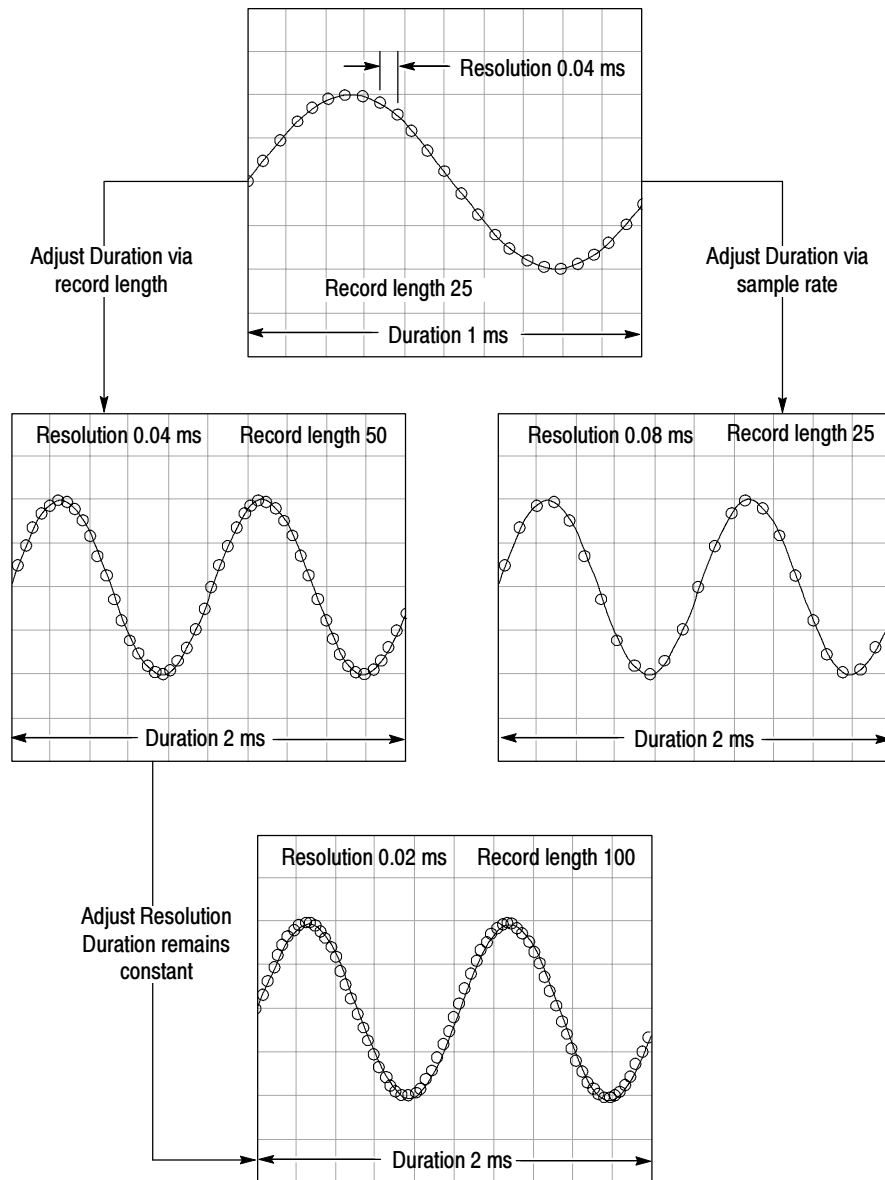 Resolution 0.04 ms
Adjust Duration via
record length
Adjust Duration via
sample rate
Record length 25
Duration 1 ms
Resolution 0.04 ms Record length 50
Duration 2 ms
Resolution 0.08 ms Record length 25
Duration 2 ms
Adjust Resolution
Duration remains
constant
Resolution 0.02 ms Record length 100
Duration 2 ms